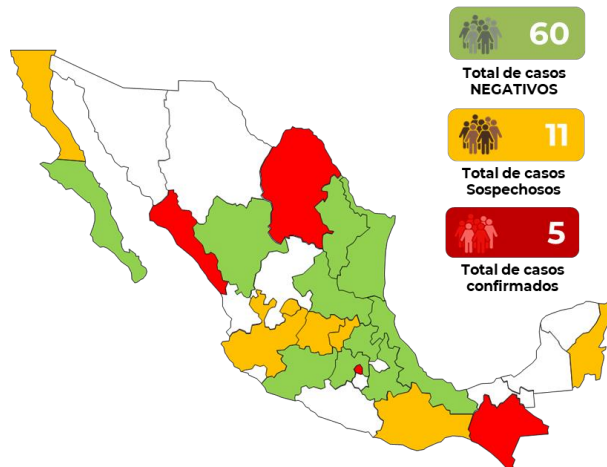 60
Total de casos
NEGATIVOS
11
Total de casos
Sospechosos
5
Total de casos
confirmados